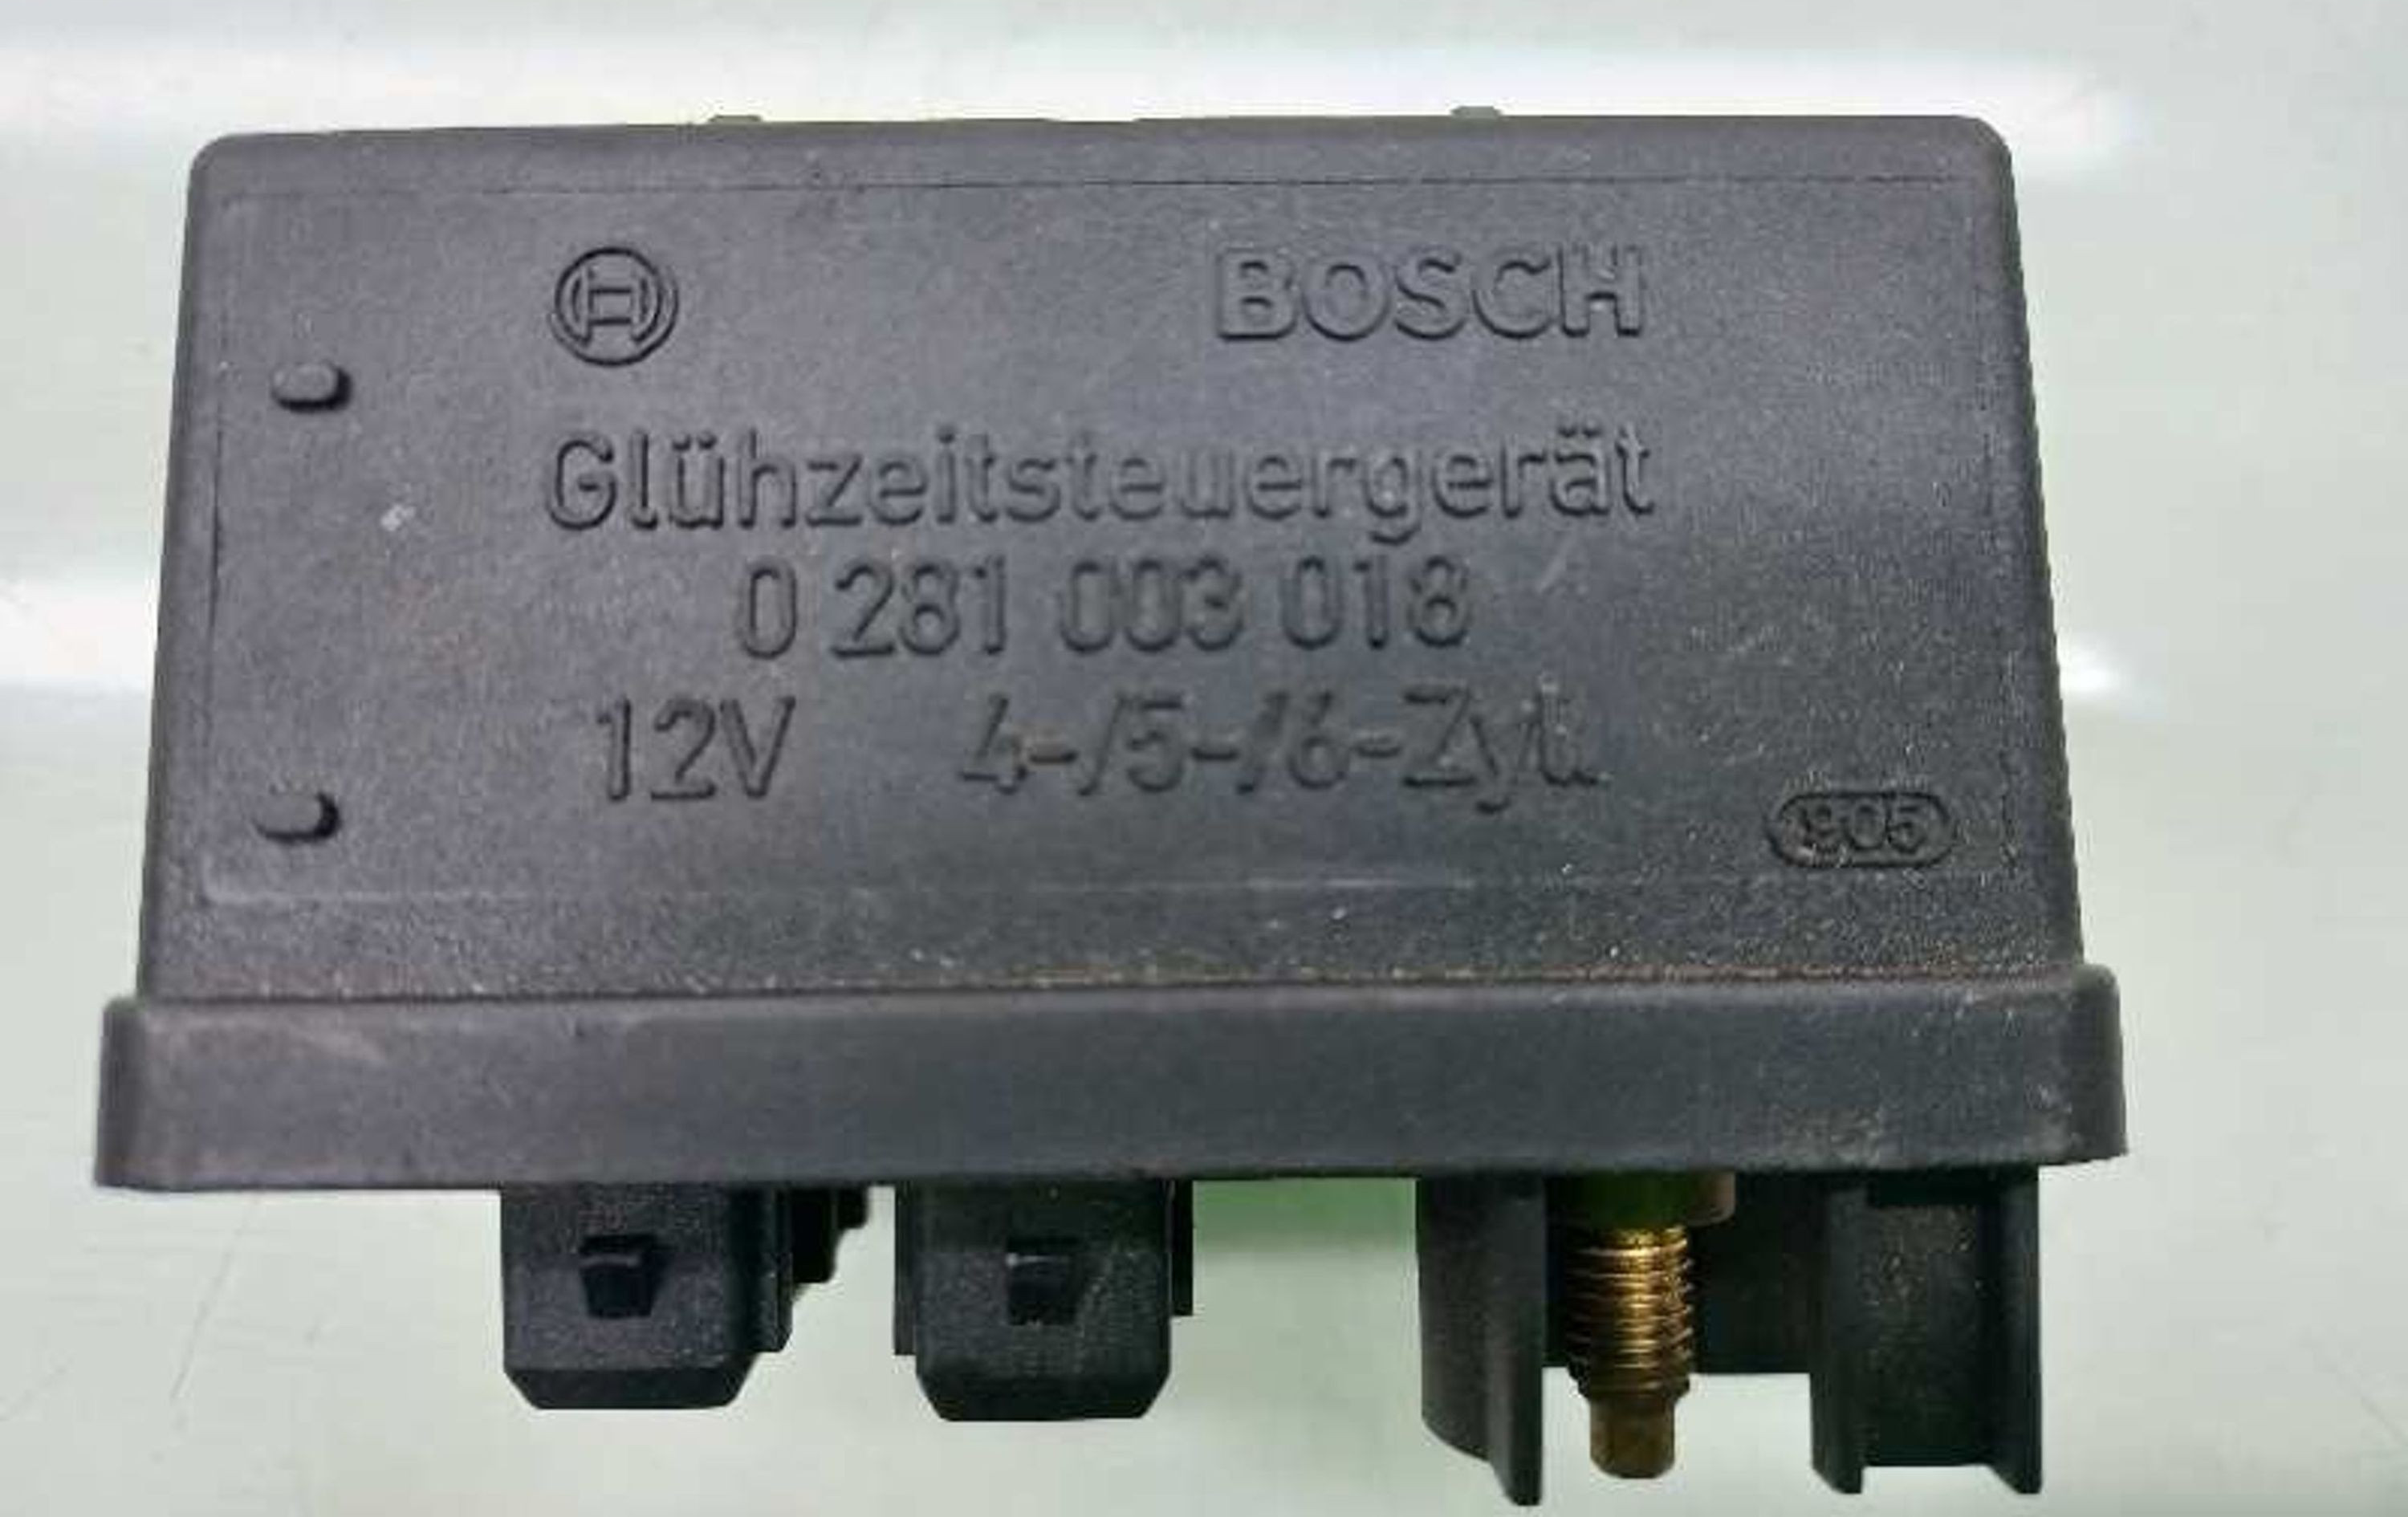 BOSCH
Glühzeitsteuergerät
0 281 003 018
12V 4-/5-/6-Zyl.
905